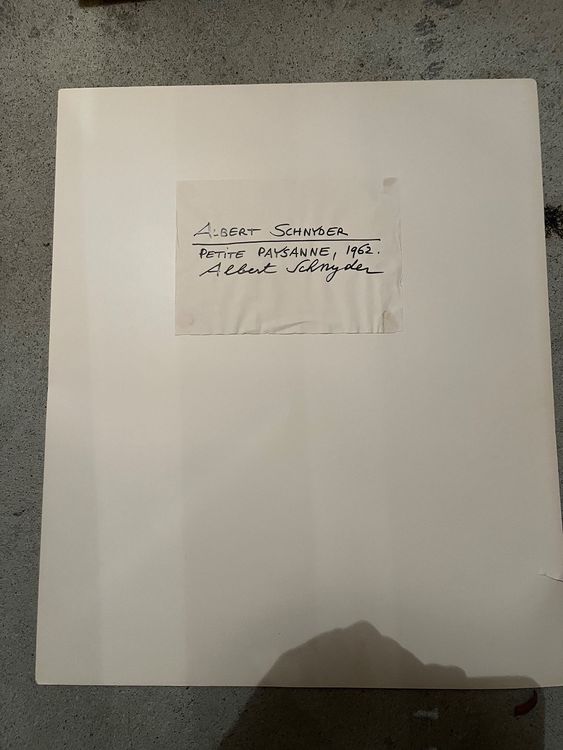 ALBERT SCHNYDER
PETITE PAYSANNE, 1962.
Albert Schnyder